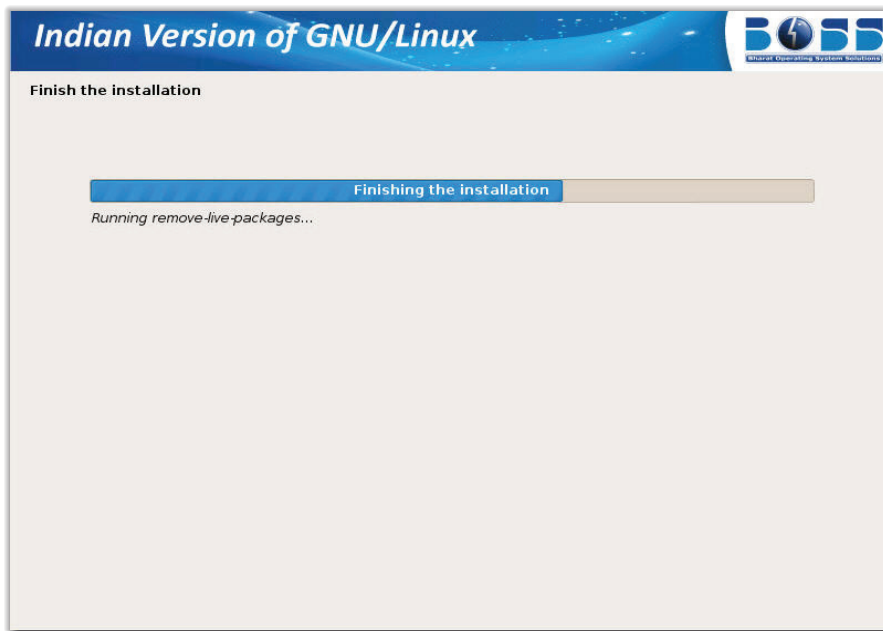 Indian Version of GNU/Linux
BOSS
Bharat Operating System Solutions
Finish the installation
Finishing the installation
Running remove-live-packages...